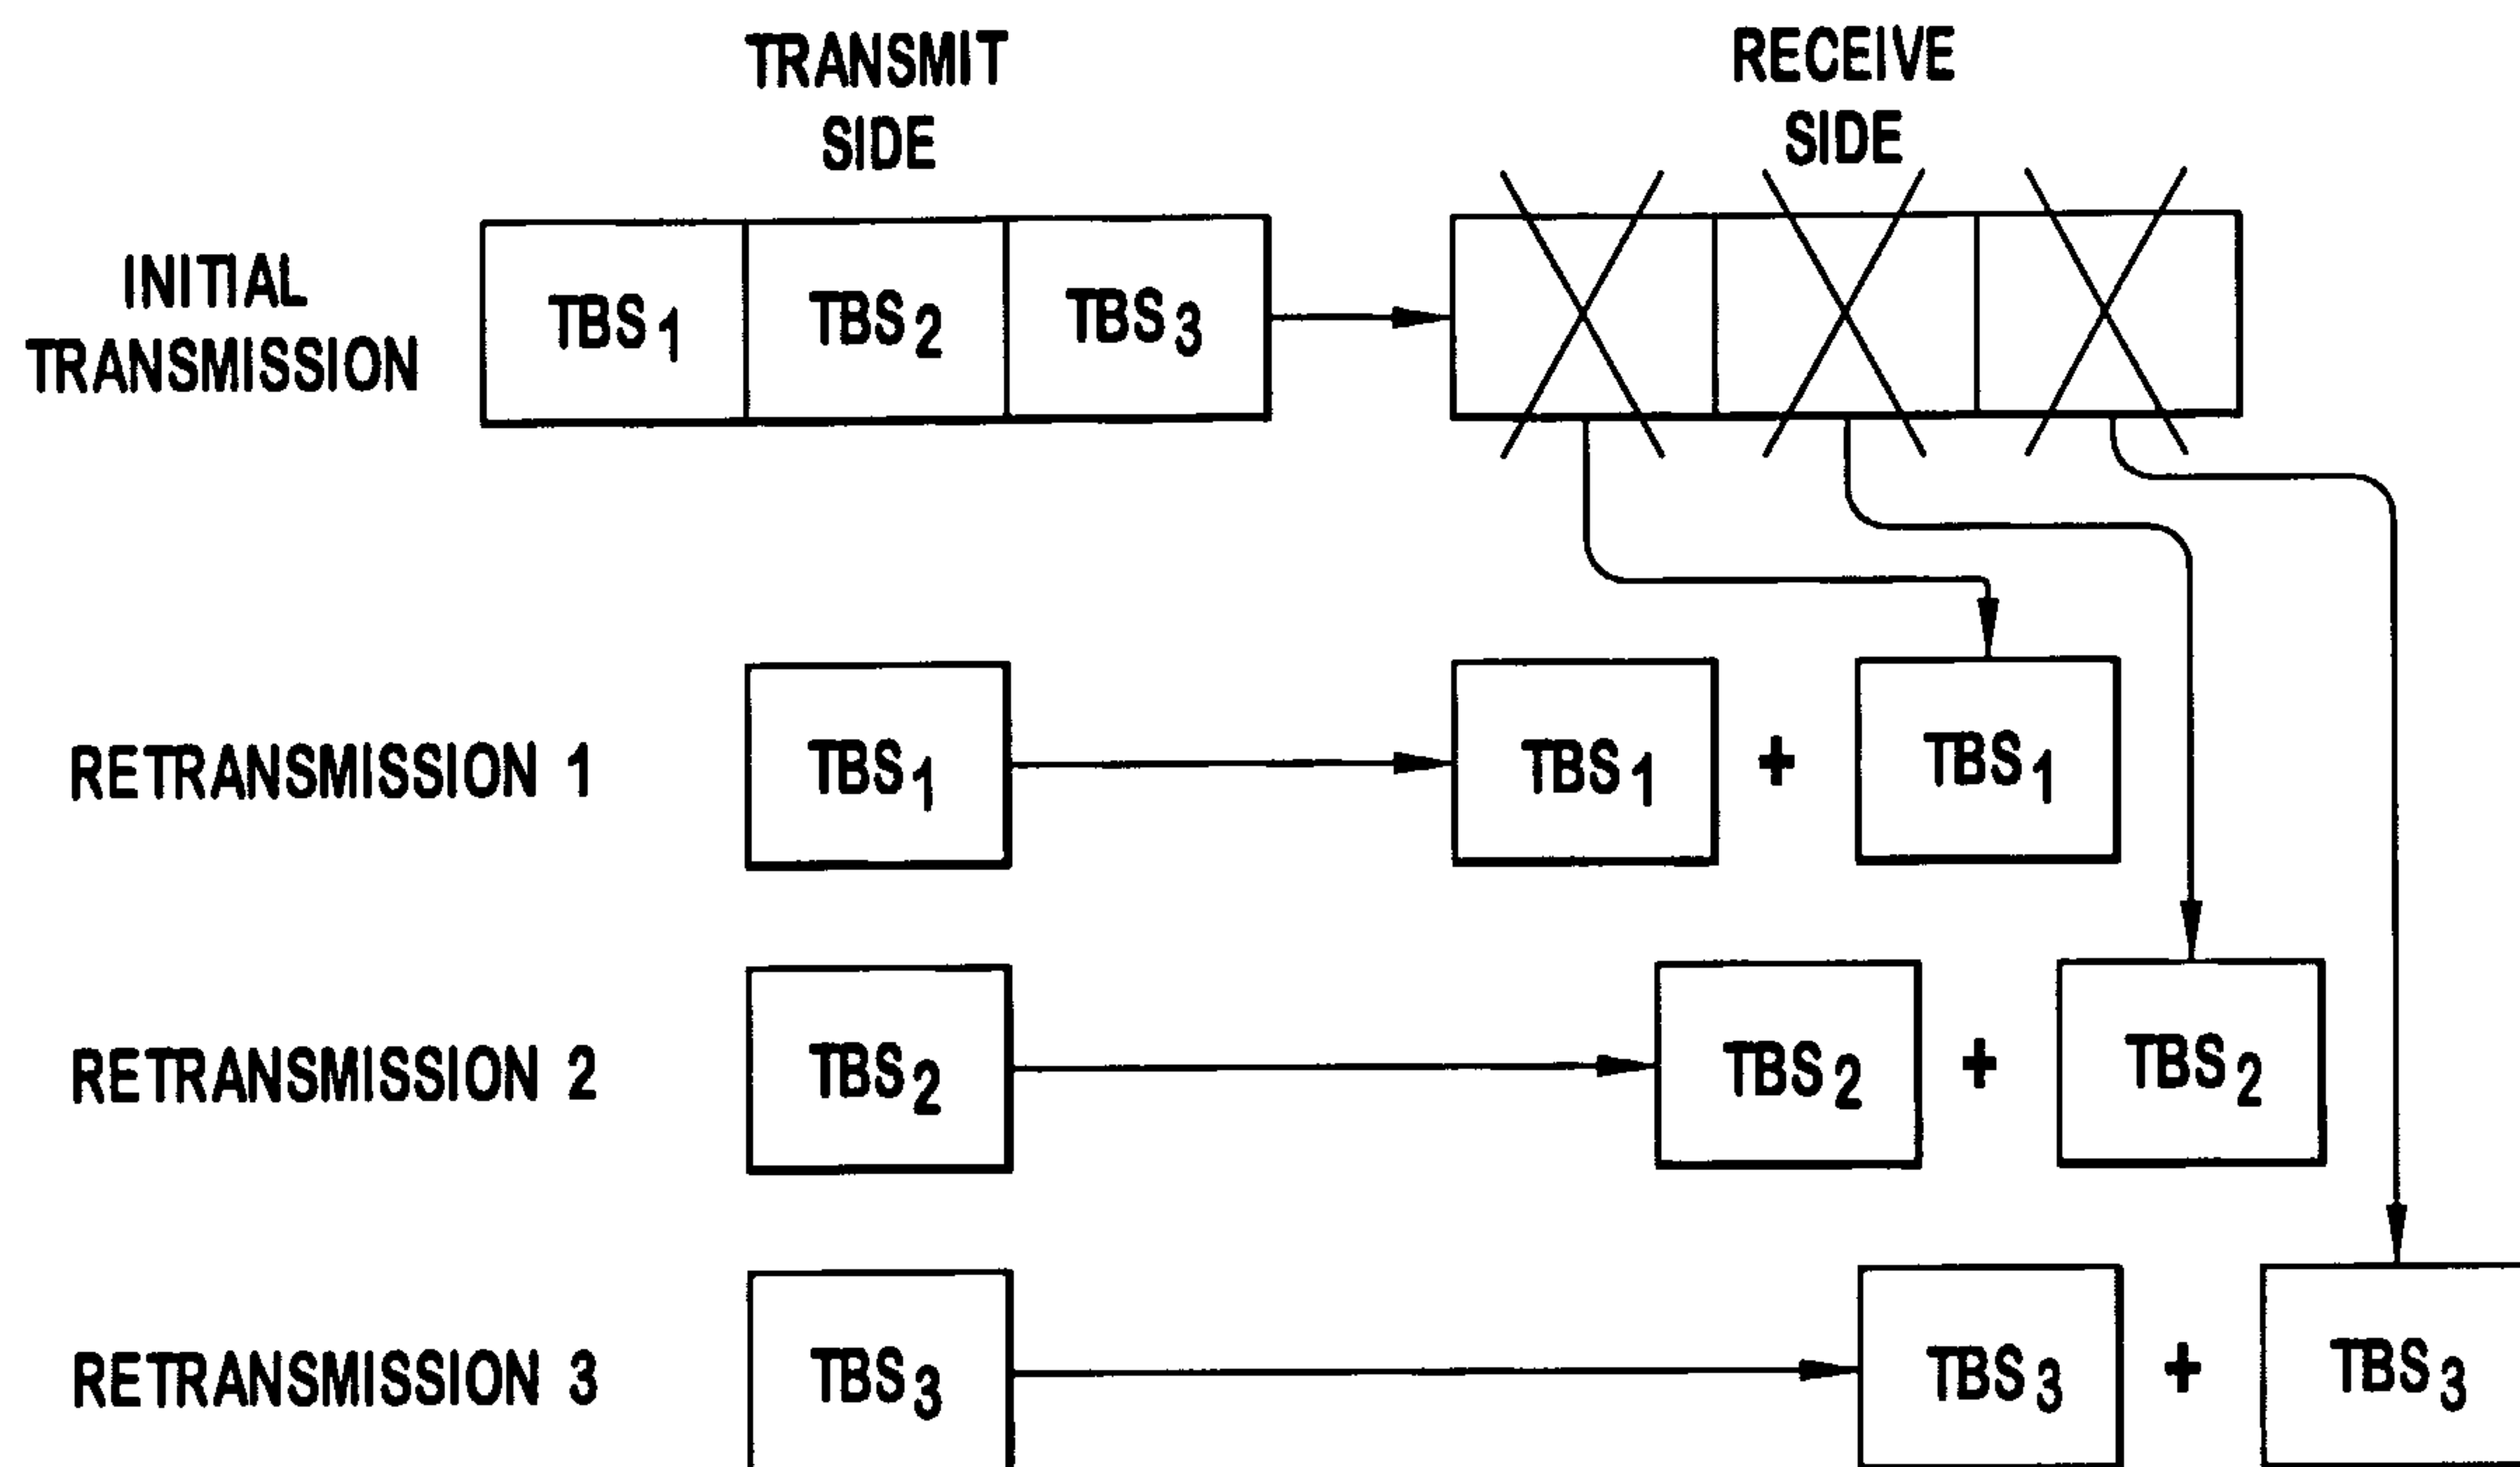 TRANSMIT
SIDE
RECEIVE
SIDE
INITIAL
TRANSMISSION
TBS1 TBS2 TBS3
RETRANSMISSION 1 TBS1 TBS1 + TBS1
RETRANSMISSION 2 TBS2 TBS2 + TBS2
RETRANSMISSION 3 TBS3 TBS3 + TBS3